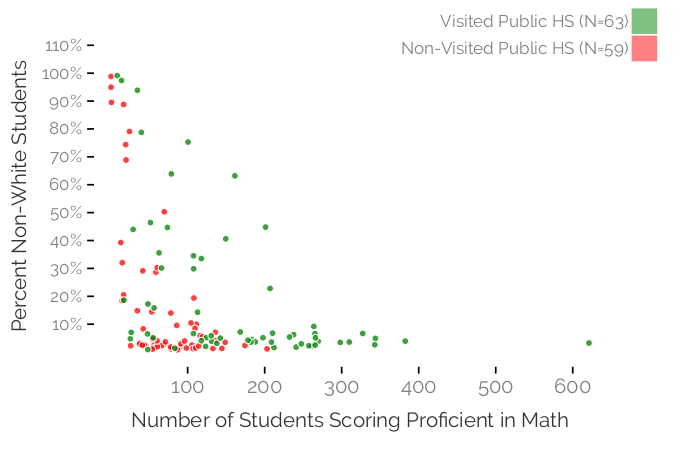 Visited Public HS (N=63)
Non-Visited Public HS (N=59)
Percent Non-White Students
110%
100%
90%
80%
70%
60%
50%
40%
30%
20%
10%
100 200 300 400 500 600
Number of Students Scoring Proficient in Math